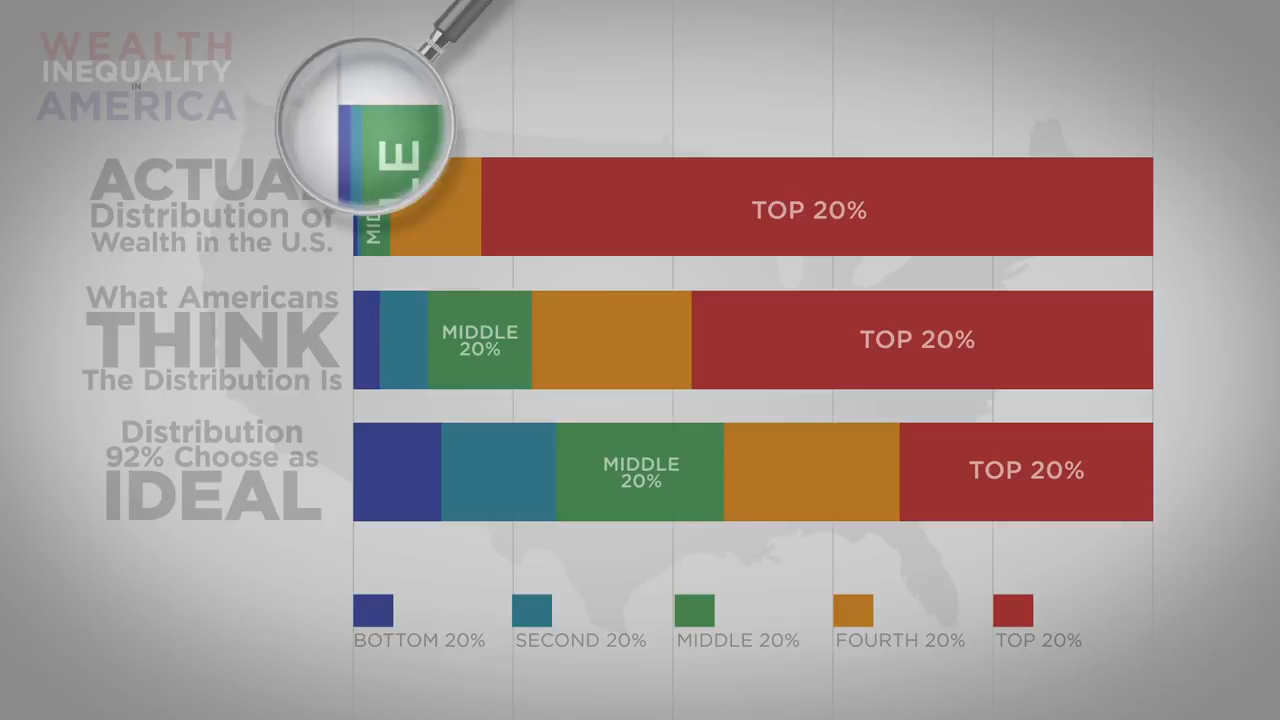 WEALTH
INEQUALITY
IN
AMERICA
ACTUAL
Distribution of
Wealth in the U.S.
TOP 20%
What Americans
THINK
The Distribution Is
MIDDLE
20%
TOP 20%
Distribution
92% Choose as
IDEAL
MIDDLE
20%
TOP 20%
BOTTOM 20%
SECOND 20%
MIDDLE 20%
FOURTH 20%
TOP 20%